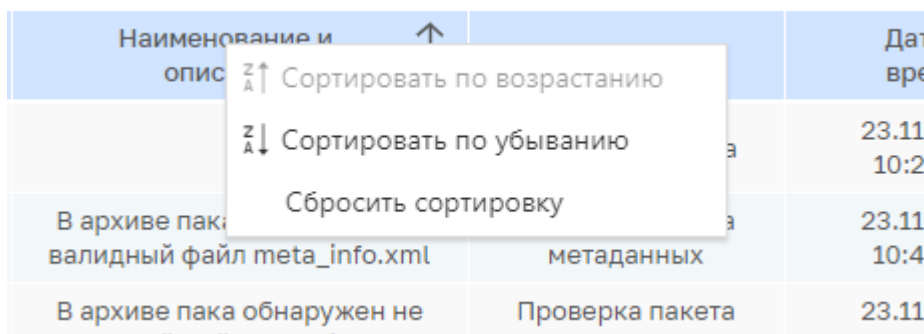 Наименование и
опис
Сортировать по возрастанию
Сортировать по убыванию
Сбросить сортировку
Дат
вре
23.11
10:2
В архиве пак
валидный файл meta_info.xml
метаданных
23.11
10:4
В архиве пака обнаружен не
Проверка пакета
23.11